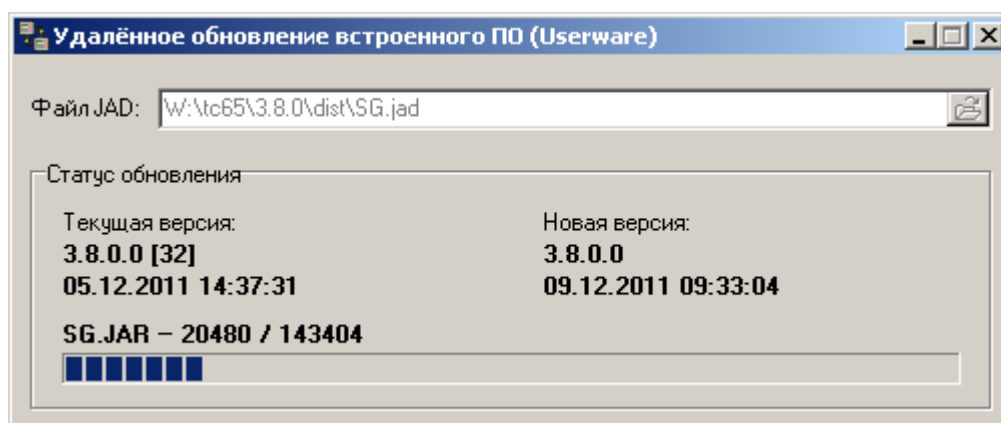 Удалённое обновление встроенного ПО (Userware)
Файл JAD: W:\tc65\3.8.0\dist\SG.jad
Статус обновления
Текущая версия: Новая версия:
3.8.0.0 [32] 3.8.0.0
05.12.2011 14:37:31 09.12.2011 09:33:04
SG.JAR – 20480 / 143404